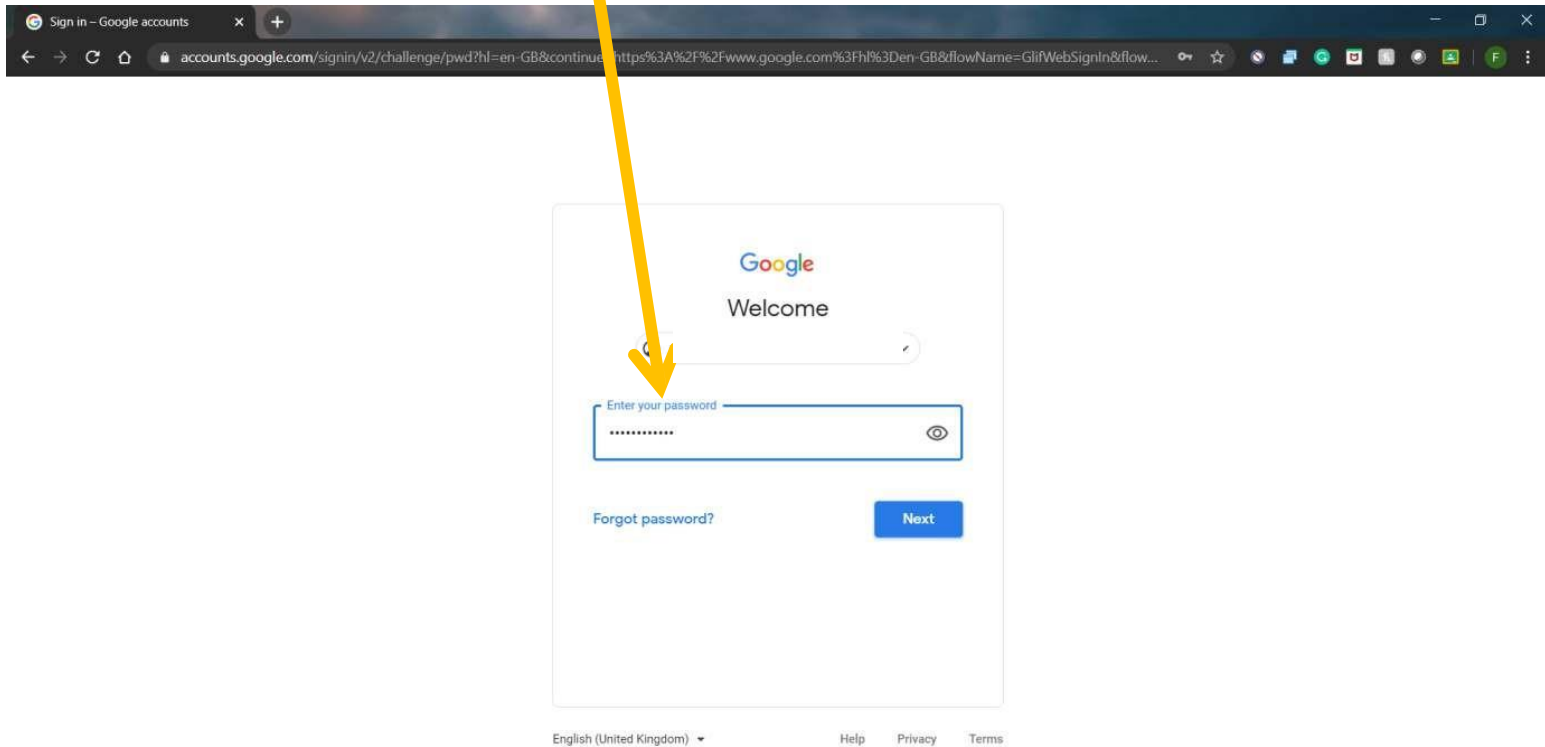 Sign in – Google accounts
accounts.google.com/signin/v2/challenge/pwd?hl=en-GB&continue https%3A%2F%2Fwww.google.com%3Fhl%3Den-GB&flowName=GlifWebSignIn&flow...
F
Google
Welcome
Enter your password
••••••••••••
Forgot password?
Next
English (United Kingdom)
Help Privacy Terms